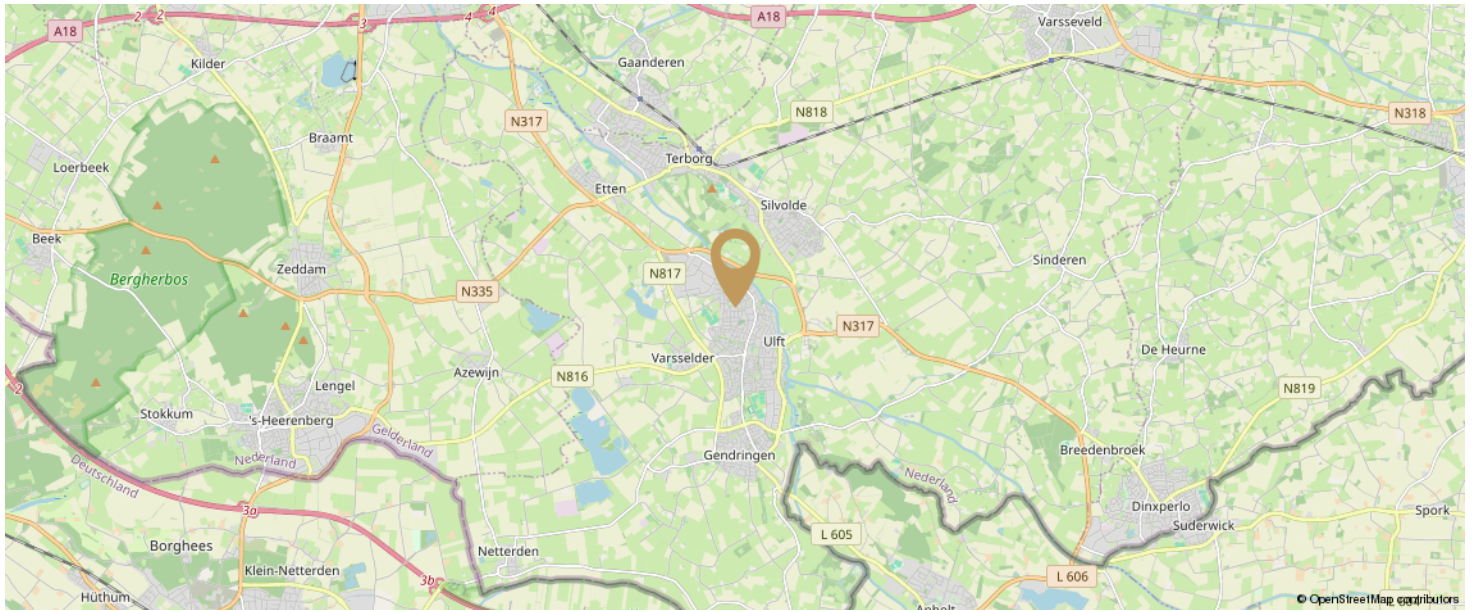 2
2
A18
3
4
4
A18
Varsseveld
Kilder
Gaanderen
N317
N818
N318
Braamt
Loerbeek
Terborg
Etten
Silvolde
Beek
Zeddam
Bergherbos
N817
Sinderen
N335
N317
Ulft
De Heurne
Varsselder
Azewijn
N816
Lengel
N819
2
Stokkum
's-Heerenberg
Gelderland
Nederland
Deutschland
Gendringen
Breedenbroek
Nederland
3a
Dinxperlo
Spork
Suderwick
L 605
Borghees
Netterden
Klein-Netterden
3b
L 606
Hüthum
Anholt
© OpenStreetMap contributors